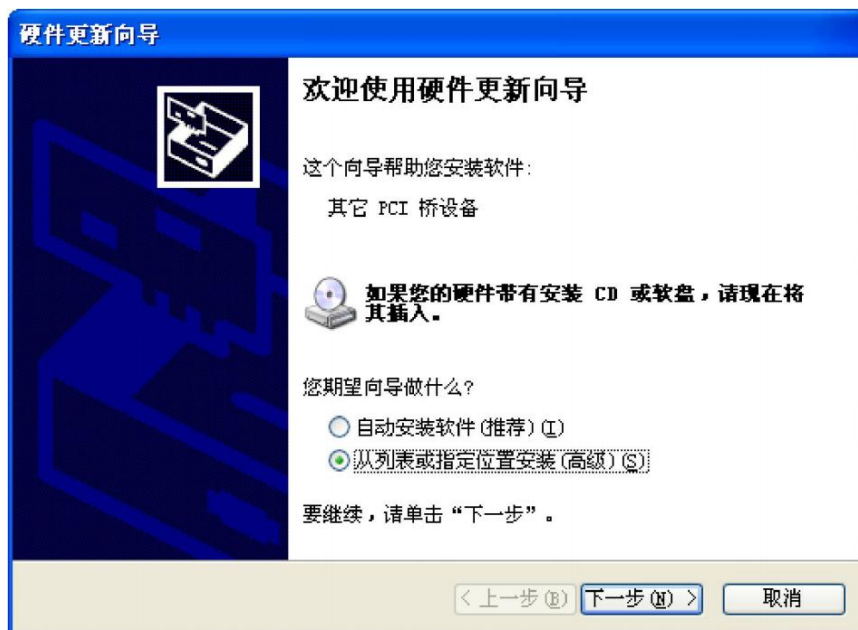 硬件更新向导
欢迎使用硬件更新向导
这个向导帮助您安装软件:
其它 PCI 桥设备
如果您的硬件带有安装 CD 或软盘，请现在将
其插入。
您期望向导做什么?
自动安装软件(推荐)(I)
从列表或指定位置安装(高级)(S)
要继续，请单击“下一步”。
< 上一步(B) 下一步(N) > 取消